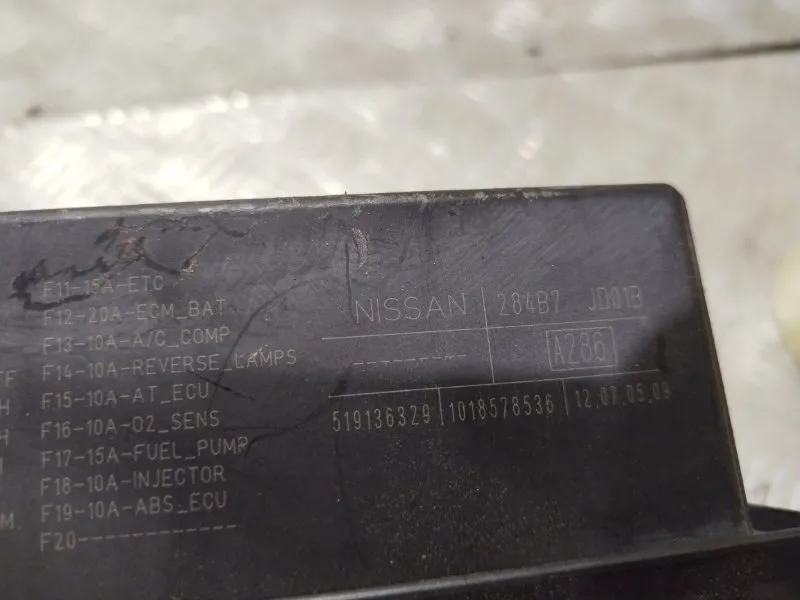 F11-15A-ETC
F12-20A-ECM_BAT
F13-10A-A/C_COMP
FF F14-10A-REVERSE_LAMPS
H F15-10A-AT_ECU
H F16-10A-O2_SENS
F17-15A-FUEL_PUMP
F18-10A-INJECTOR
M. F19-10A-ABS_ECU
F20------------
NISSAN 284B7 JD01B
--------- A286
519136329 1018578536 12.07.05.09